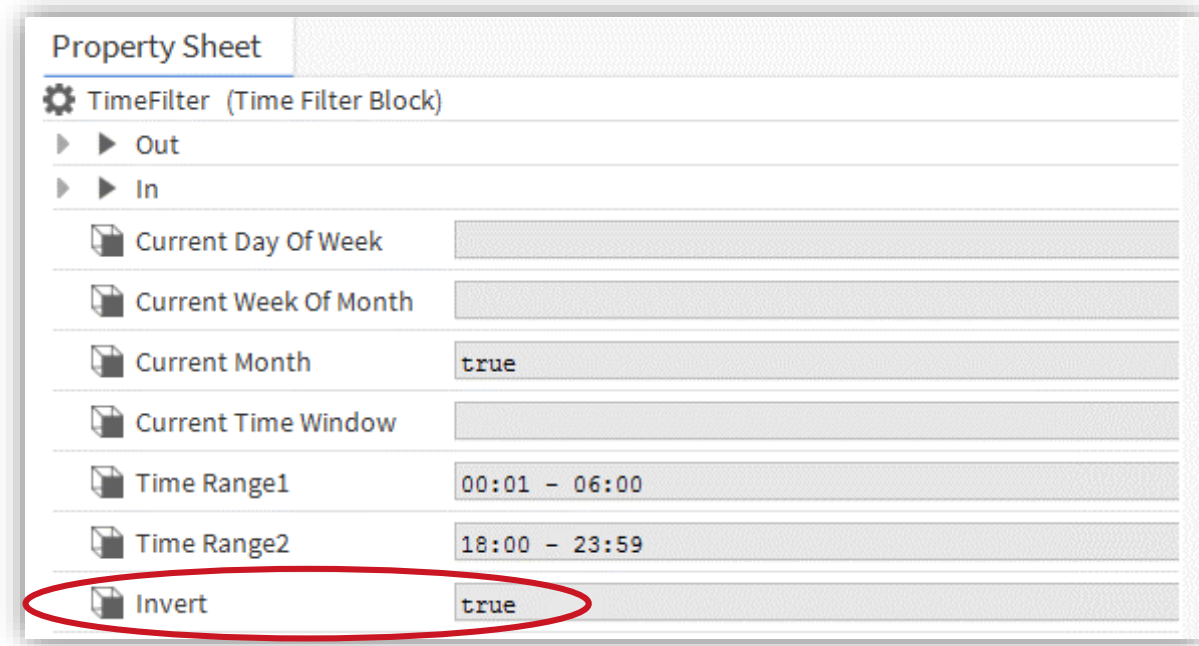 Property Sheet
TimeFilter (Time Filter Block)
Out
In
Current Day Of Week
Current Week Of Month
Current Month true
Current Time Window
Time Range1 00:01 - 06:00
Time Range2 18:00 - 23:59
Invert true